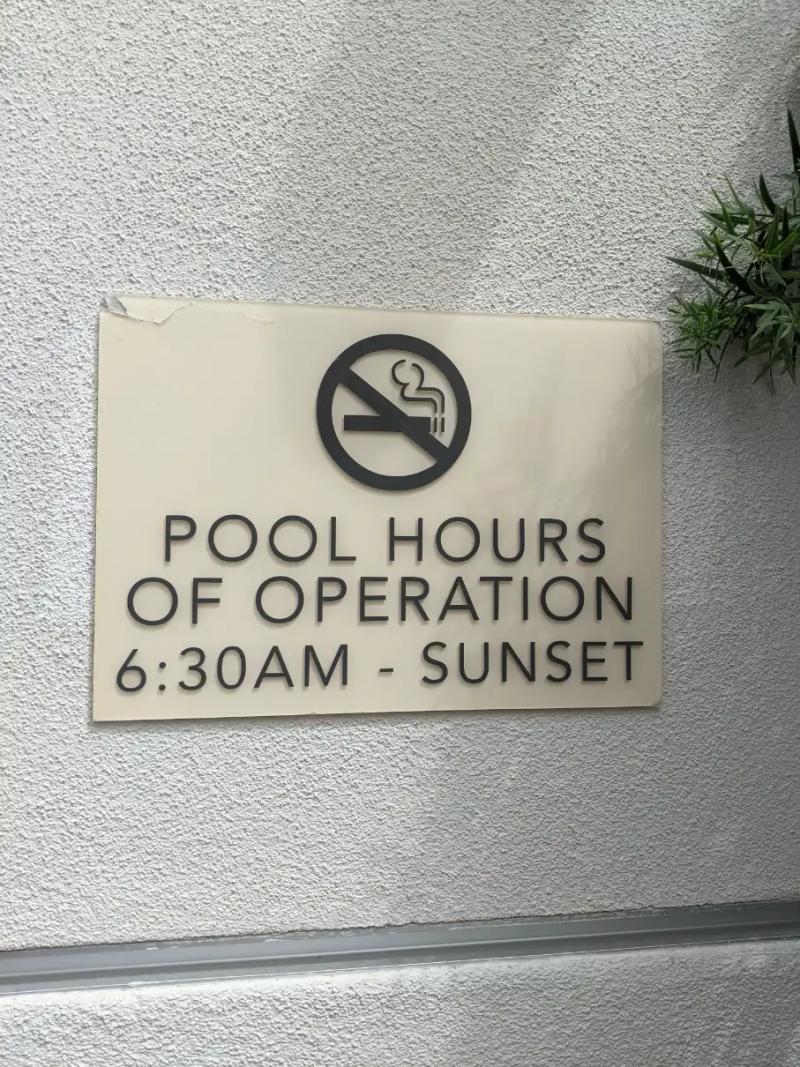 POOL HOURS
OF OPERATION
6:30AM - SUNSET